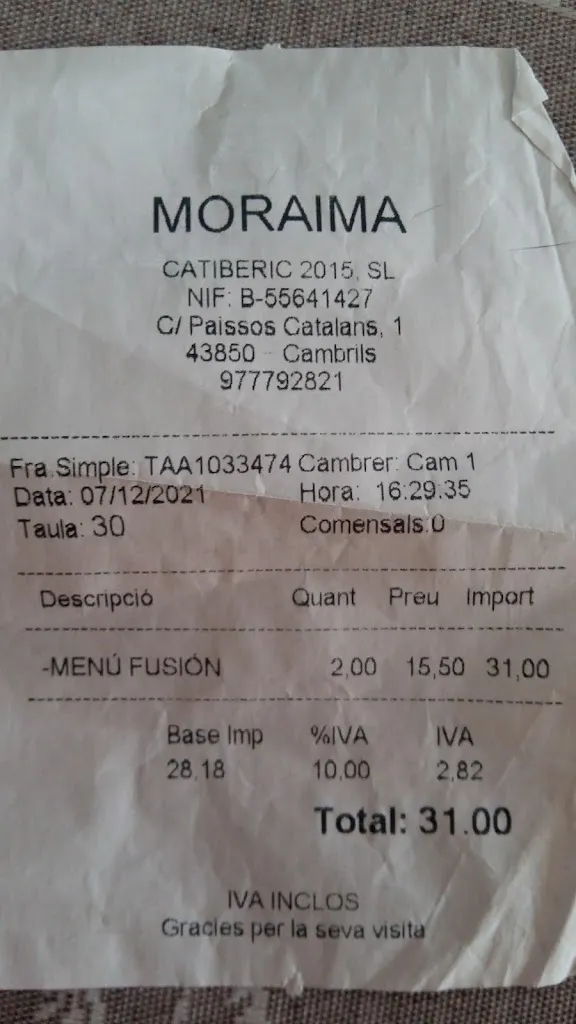 MORAIMA
CATIBERIC 2015, SL
NIF: B-55641427
C/ Paissos Catalans, 1
43850 - Cambrils
977792821
Fra.Simple: TAA1033474 Cambrer: Cam 1
Data: 07/12/2021 Hora: 16:29:35
Taula: 30 Comensals:0
Descripció Quant Preu Import
-MENÚ FUSIÓN 2,00 15,50 31,00
Base Imp %IVA IVA
28,18 10,00 2,82
Total: 31.00
IVA INCLOS
Gracies per la seva visita